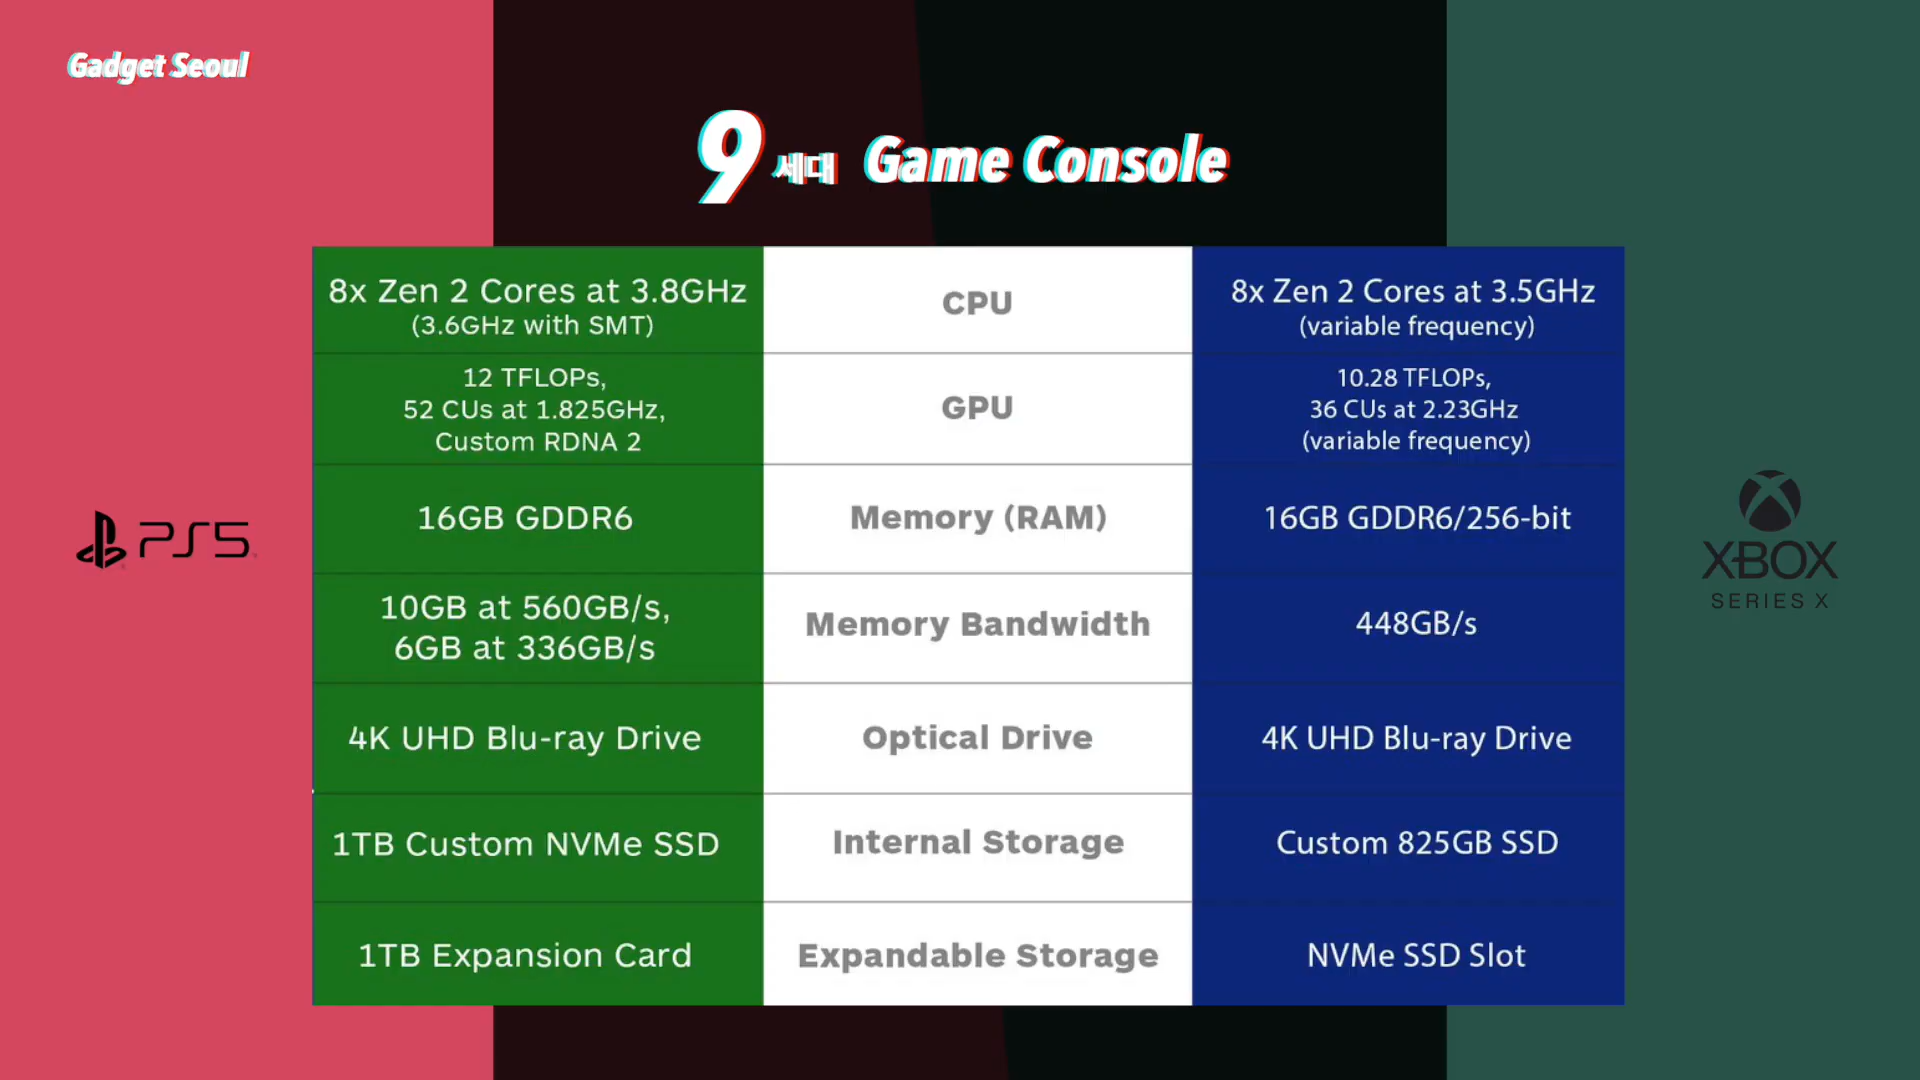 Gadget Seoul
9 세대 Game Console
8x Zen 2 Cores at 3.8GHz
(3.6GHz with SMT)
CPU
8x Zen 2 Cores at 3.5GHz
(variable frequency)
12 TFLOPs,
52 CUs at 1.825GHz,
Custom RDNA 2
GPU
10.28 TFLOPs,
36 CUs at 2.23GHz
(variable frequency)
16GB GDDR6
Memory (RAM)
16GB GDDR6/256-bit
PS5
XBOX
SERIES X
10GB at 560GB/s,
6GB at 336GB/s
Memory Bandwidth
448GB/s
4K UHD Blu-ray Drive
Optical Drive
4K UHD Blu-ray Drive
1TB Custom NVMe SSD
Internal Storage
Custom 825GB SSD
1TB Expansion Card
Expandable Storage
NVMe SSD Slot